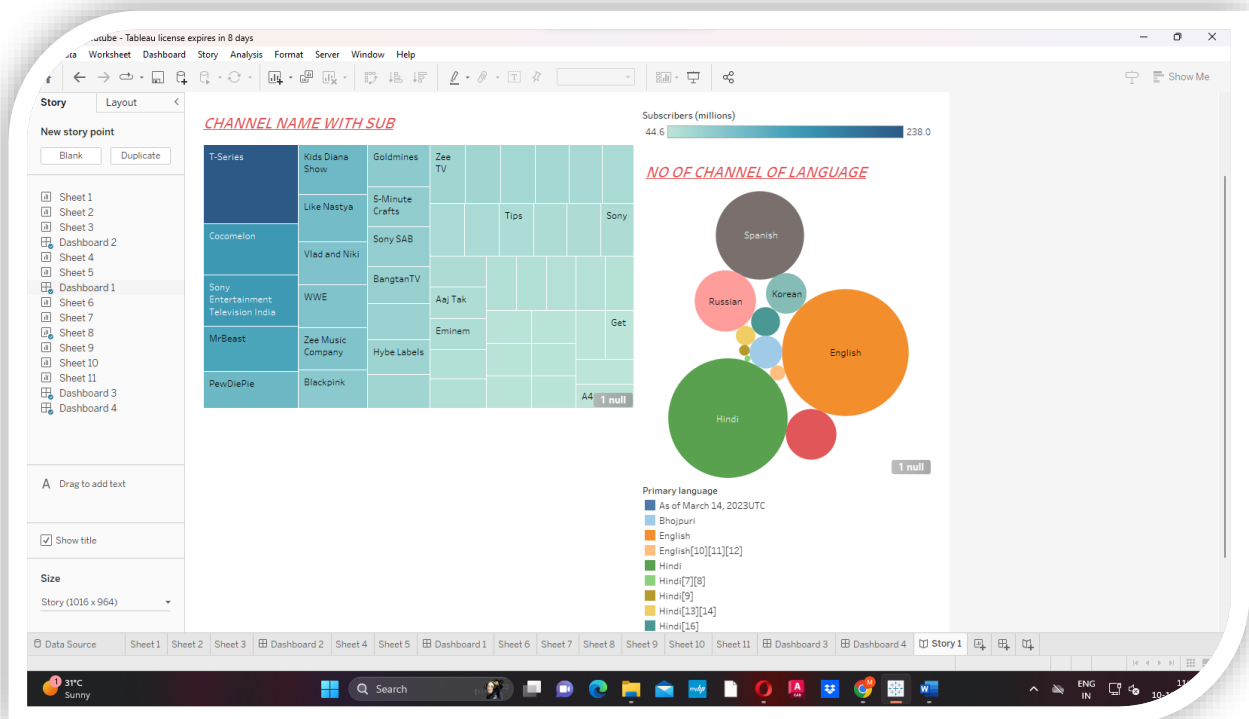 utube - Tableau license expires in 8 days
ata Worksheet Dashboard Story Analysis Format Server Window Help
Show Me
Story Layout
New story point
Blank Duplicate
Sheet 1
Sheet 2
Sheet 3
Dashboard 2
Sheet 4
Sheet 5
Dashboard 1
Sheet 6
Sheet 7
Sheet 8
Sheet 9
Sheet 10
Sheet 11
Dashboard 3
Dashboard 4
A Drag to add text
Show title
Size
Story (1016 x 964)
CHANNEL NAME WITH SUB
T-Series
Cocomelon
Sony
Entertainment
Television India
MrBeast
PewDiePie
Kids Diana
Show
Like Nastya
Vlad and Niki
WWE
Zee Music
Company
Blackpink
Goldmines
5-Minute
Crafts
Sony SAB
BangtanTV
Hybe Labels
Zee
TV
Tips
Sony
Aaj Tak
Eminem
Get
A4
1 null
Subscribers (millions)
44.6 238.0
NO OF CHANNEL OF LANGUAGE
Spanish
Russian
Korean
English
Hindi
1 null
Primary language
As of March 14, 2023UTC
Bhojpuri
English
English[10][11][12]
Hindi
Hindi[7][8]
Hindi[9]
Hindi[13][14]
Hindi[16]
Data Source Sheet 1 Sheet 2 Sheet 3 Dashboard 2 Sheet 4 Sheet 5 Dashboard 1 Sheet 6 Sheet 7 Sheet 8 Sheet 9 Sheet 10 Sheet 11 Dashboard 3 Dashboard 4 Story 1
1
31°C
Sunny
Search
ENG
IN